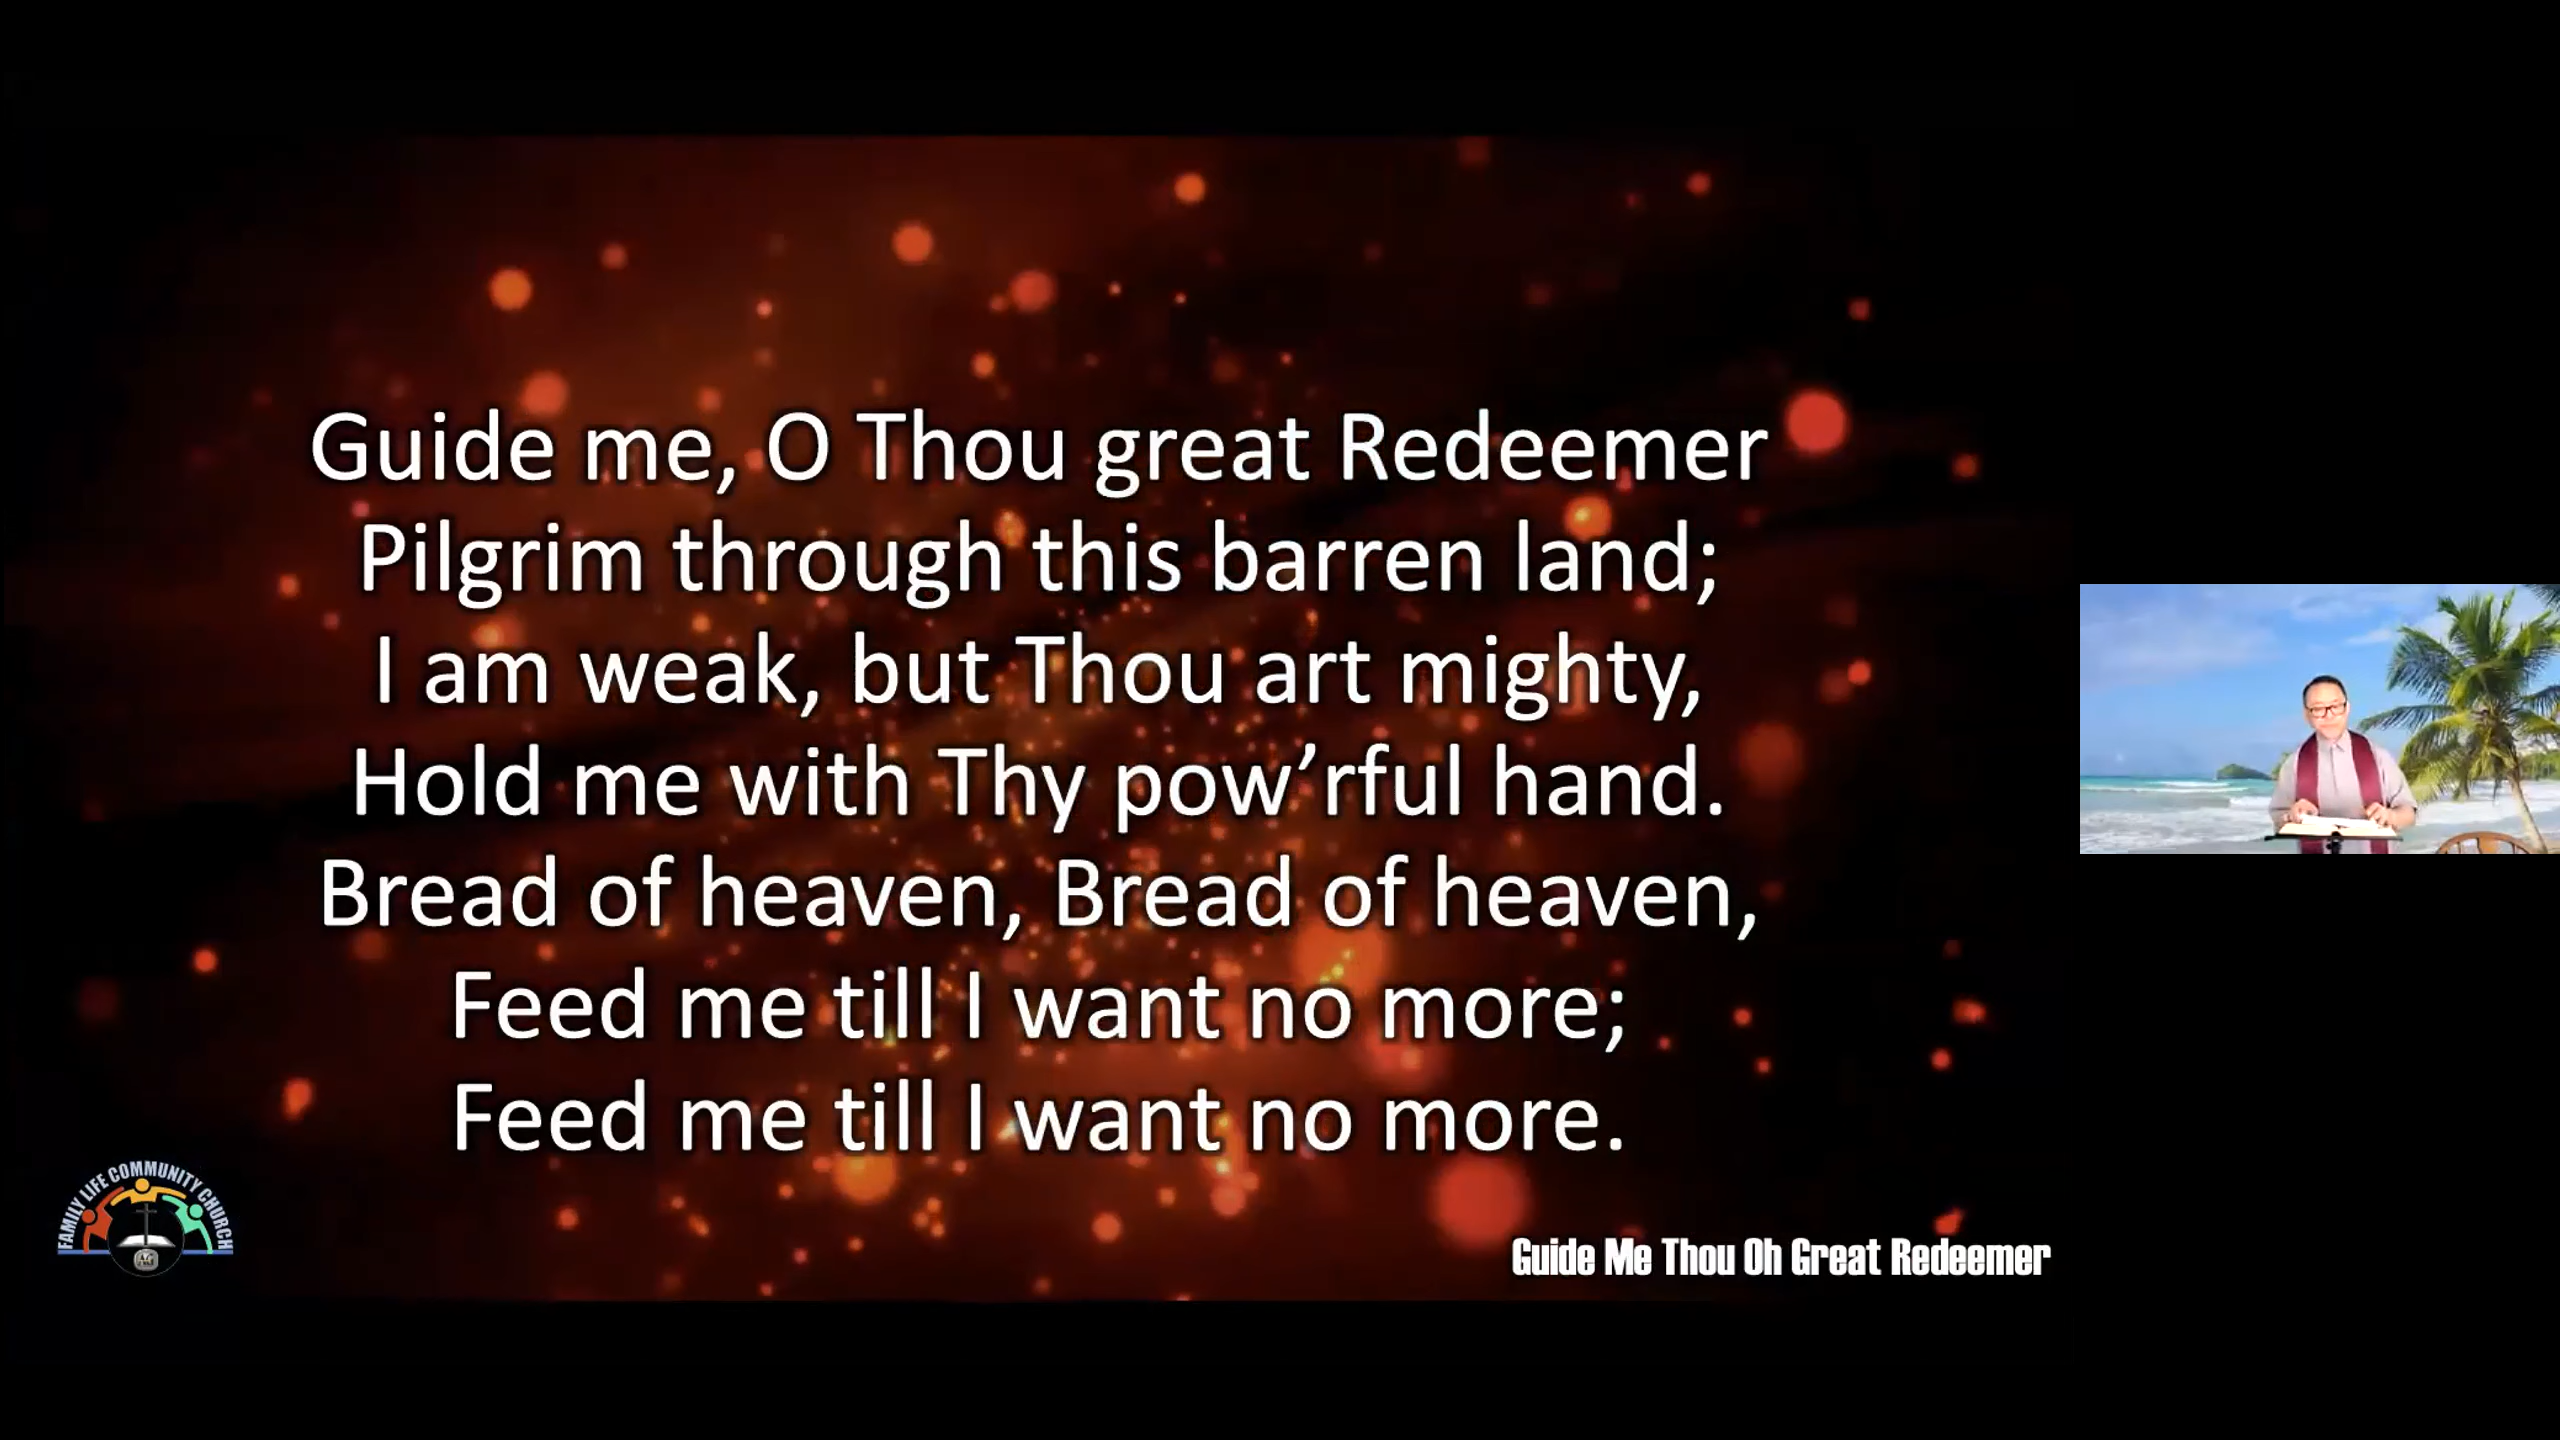 Guide me, O Thou great Redeemer
Pilgrim through this barren land;
I am weak, but Thou art mighty,
Hold me with Thy pow’rful hand.
Bread of heaven, Bread of heaven,
Feed me till I want no more;
Feed me till I want no more.
FAMILY LIFE COMMUNITY CHURCH
Guide Me Thou Oh Great Redeemer